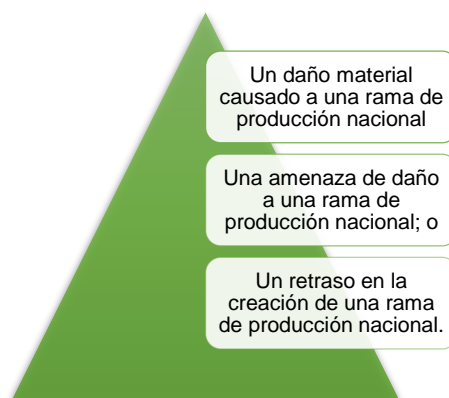 Un daño material
causado a una rama de
producción nacional
Una amenaza de daño
a una rama de
producción nacional; o
Un retraso en la
creación de una rama
de producción nacional.